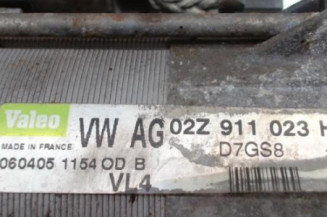 Valeo
MADE IN FRANCE
VW AG 02Z 911 023 H
D7GS8
060405 1154 OD B
VL4